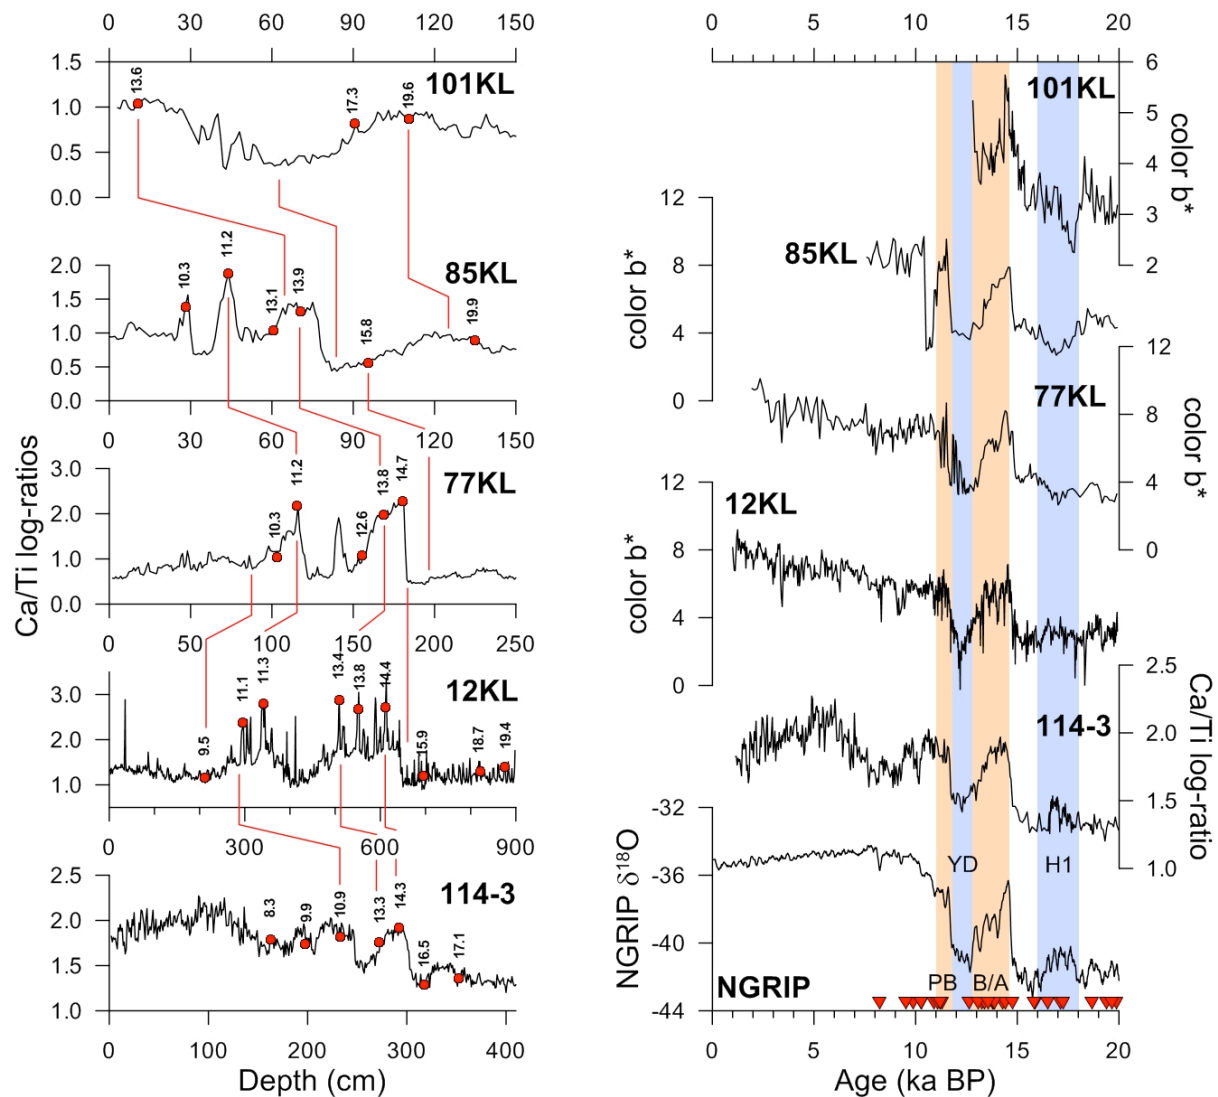 0 30 60 90 120 150
1.5
1.0
0.5
0.0
101KL
13.6
17.3
19.6
2.0
1.5
1.0
0.5
0.0
85KL
10.3
11.2
13.1
13.9
15.8
19.9
0 30 60 90 120 150
Ca/Ti log-ratios
3.0
2.0
1.0
0.0
77KL
10.3
11.2
12.6
13.8
14.7
0 50 100 150 200 250
3.0
2.0
1.0
12KL
9.5
11.1
11.3
13.4
13.8
14.4
15.9
18.7
19.4
0 300 600 900
2.5
2.0
1.5
1.0
114-3
8.3
9.9
10.9
13.3
14.3
16.5
17.1
0 100 200 300 400
Depth (cm)
0 5 10 15 20
6
5
4
3
2
color b*
101KL
12
8
4
0
color b*
85KL
12
8
4
0
color b*
77KL
12
8
4
0
color b*
12KL
2.5
2.0
1.5
1.0
Ca/Ti log-ratio
114-3
-32
-36
-40
-44
NGRIP δ¹⁸O
YD
H1
PB
B/A
NGRIP
0 5 10 15 20
Age (ka BP)